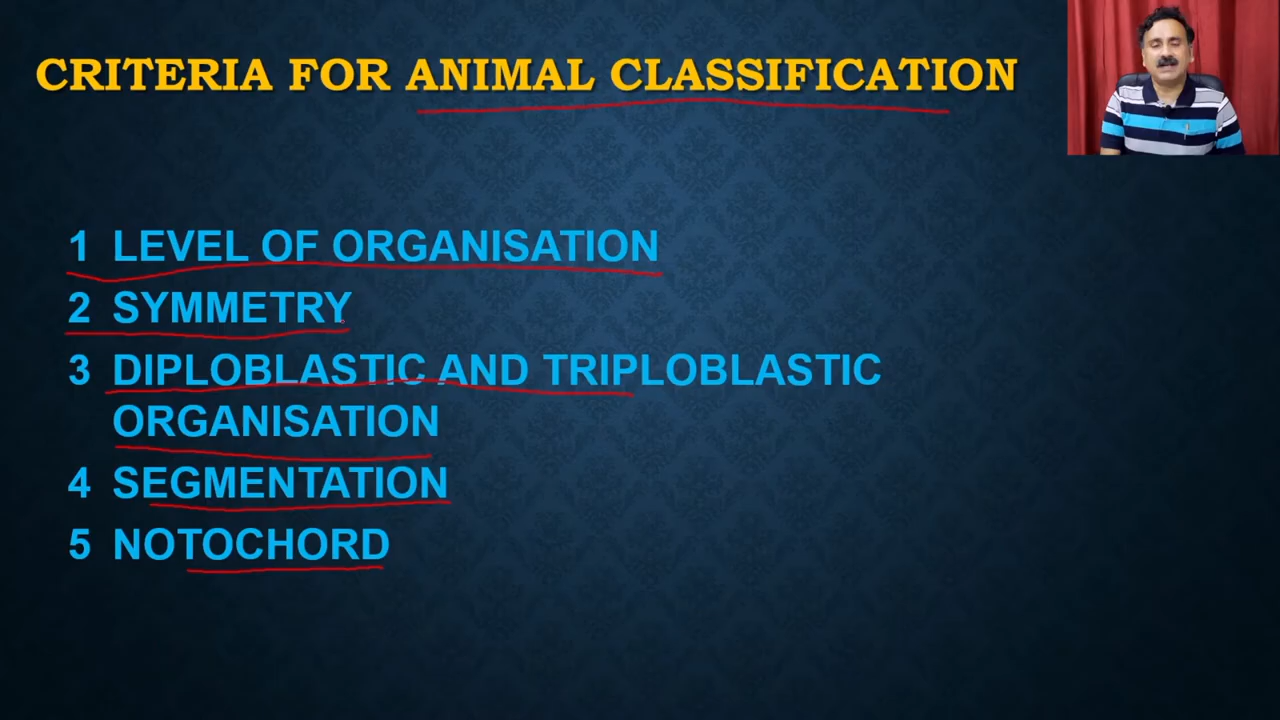 CRITERIA FOR ANIMAL CLASSIFICATION
1 LEVEL OF ORGANISATION
2 SYMMETRY
3 DIPLOBLASTIC AND TRIPLOBLASTIC
ORGANISATION
4 SEGMENTATION
5 NOTOCHORD